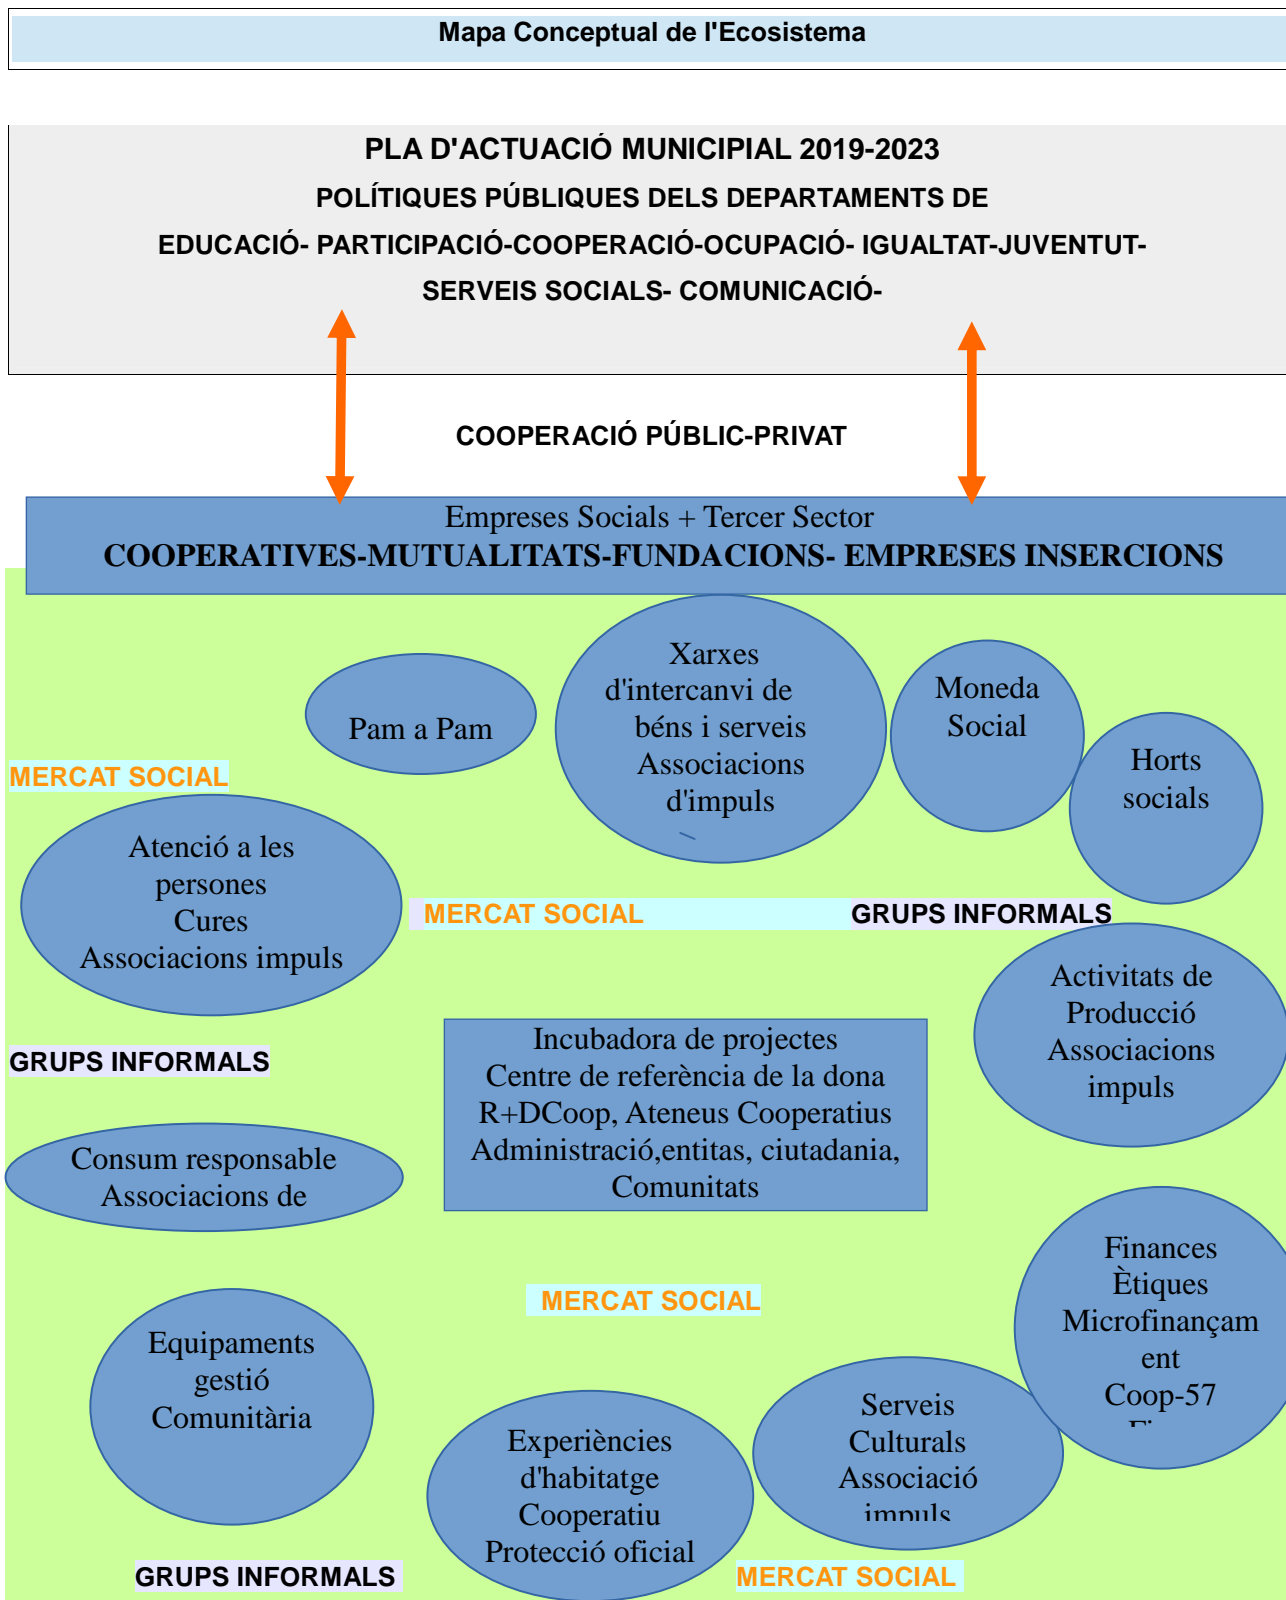 Mapa Conceptual de l'Ecosistema
PLA D'ACTUACIÓ MUNICIPIAL 2019-2023
POLÍTIQUES PÚBLIQUES DELS DEPARTAMENTS DE
EDUCACIÓ- PARTICIPACIÓ-COOPERACIÓ-OCUPACIÓ- IGUALTAT-JUVENTUT-
SERVEIS SOCIALS- COMUNICACIÓ-
COOPERACIÓ PÚBLIC-PRIVAT
Empreses Socials + Tercer Sector
COOPERATIVES-MUTUALITATS-FUNDACIONS- EMPRESES INSERCIONS
Pam a Pam
Xarxes
d'intercanvi de
béns i serveis
Associacions
d'impuls
Moneda
Social
Horts
socials
MERCAT SOCIAL
Atenció a les
persones
Cures
Associacions impuls
MERCAT SOCIAL
GRUPS INFORMALS
Activitats de
Producció
Associacions
impuls
GRUPS INFORMALS
Incubadora de projectes
Centre de referència de la dona
R+DCoop, Ateneus Cooperatius
Administració,entitas, ciutadania,
Comunitats
Consum responsable
Associacions de
Finances
Ètiques
Microfinançam
ent
Coop-57
MERCAT SOCIAL
Equipaments
gestió
Comunitària
Experiències
d'habitatge
Cooperatiu
Protecció oficial
Serveis
Culturals
Associació
impuls
GRUPS INFORMALS
MERCAT SOCIAL